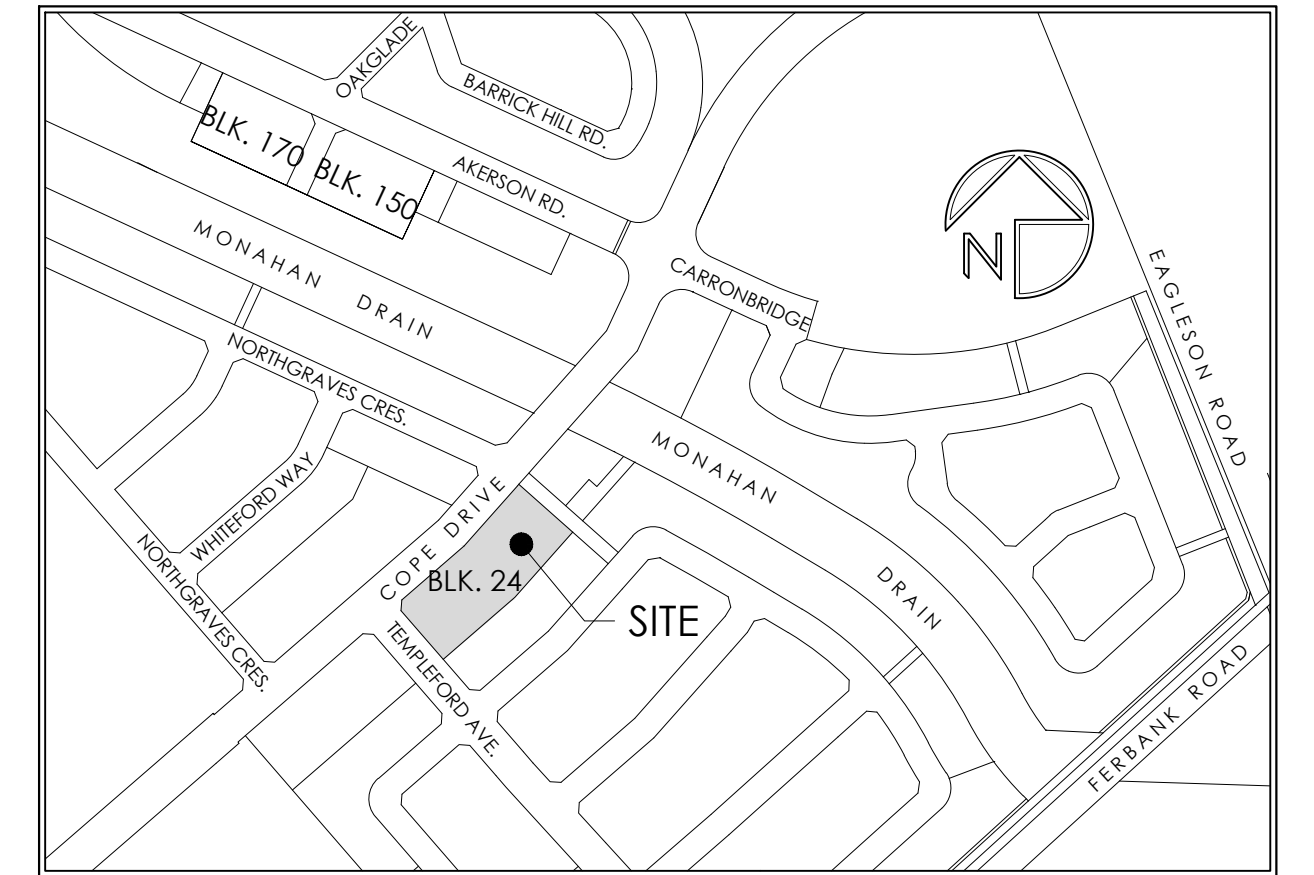 OAKGLADE
BARRICK HILL RD.
BLK. 170
BLK. 150
AKERSON RD.
MONAHAN DRAIN
N
EAGLESON ROAD
CARRONBRIDGE
NORTHGRAVES CRES.
WHITEFORD WAY
MONAHAN DRAIN
COPE DRIVE
NORTHGRAVES CRES.
BLK. 24
SITE
TEMPLEFORD AVE.
FERBANK ROAD